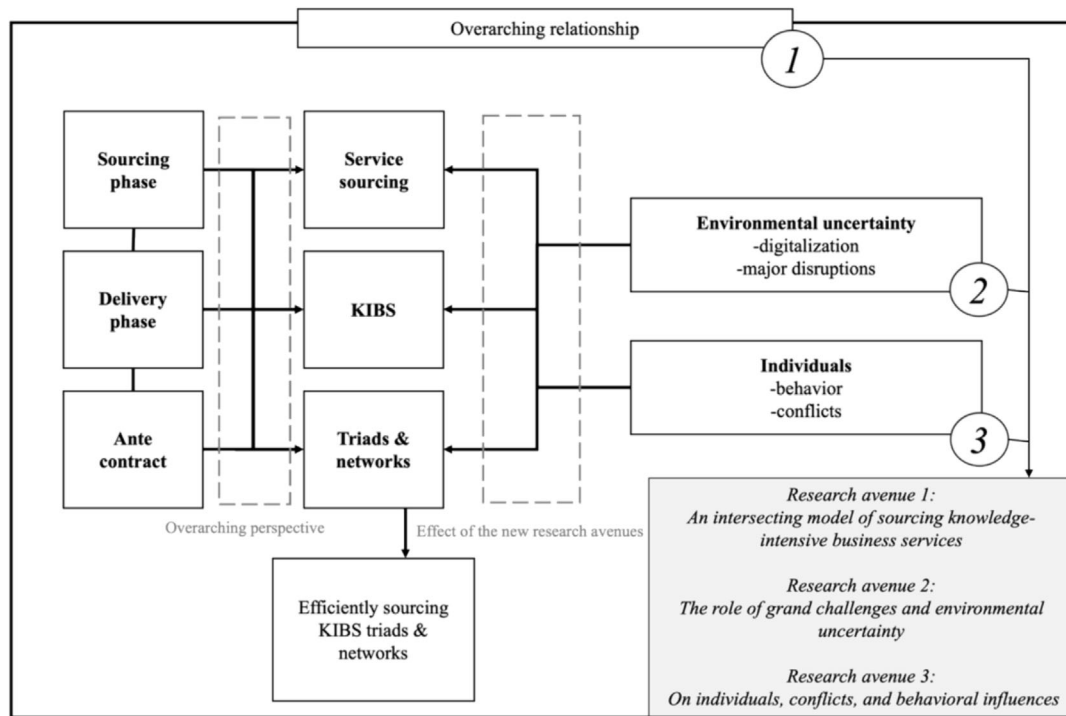 Overarching relationship
1
Sourcing
phase
Service
sourcing
Environmental uncertainty
-digitalization
-major disruptions
2
Delivery
phase
KIBS
Individuals
-behavior
-conflicts
3
Ante
contract
Triads &
networks
Overarching perspective
Effect of the new research avenues
Efficiently sourcing
KIBS triads &
networks
Research avenue 1:
An intersecting model of sourcing knowledge-
intensive business services
Research avenue 2:
The role of grand challenges and environmental
uncertainty
Research avenue 3:
On individuals, conflicts, and behavioral influences